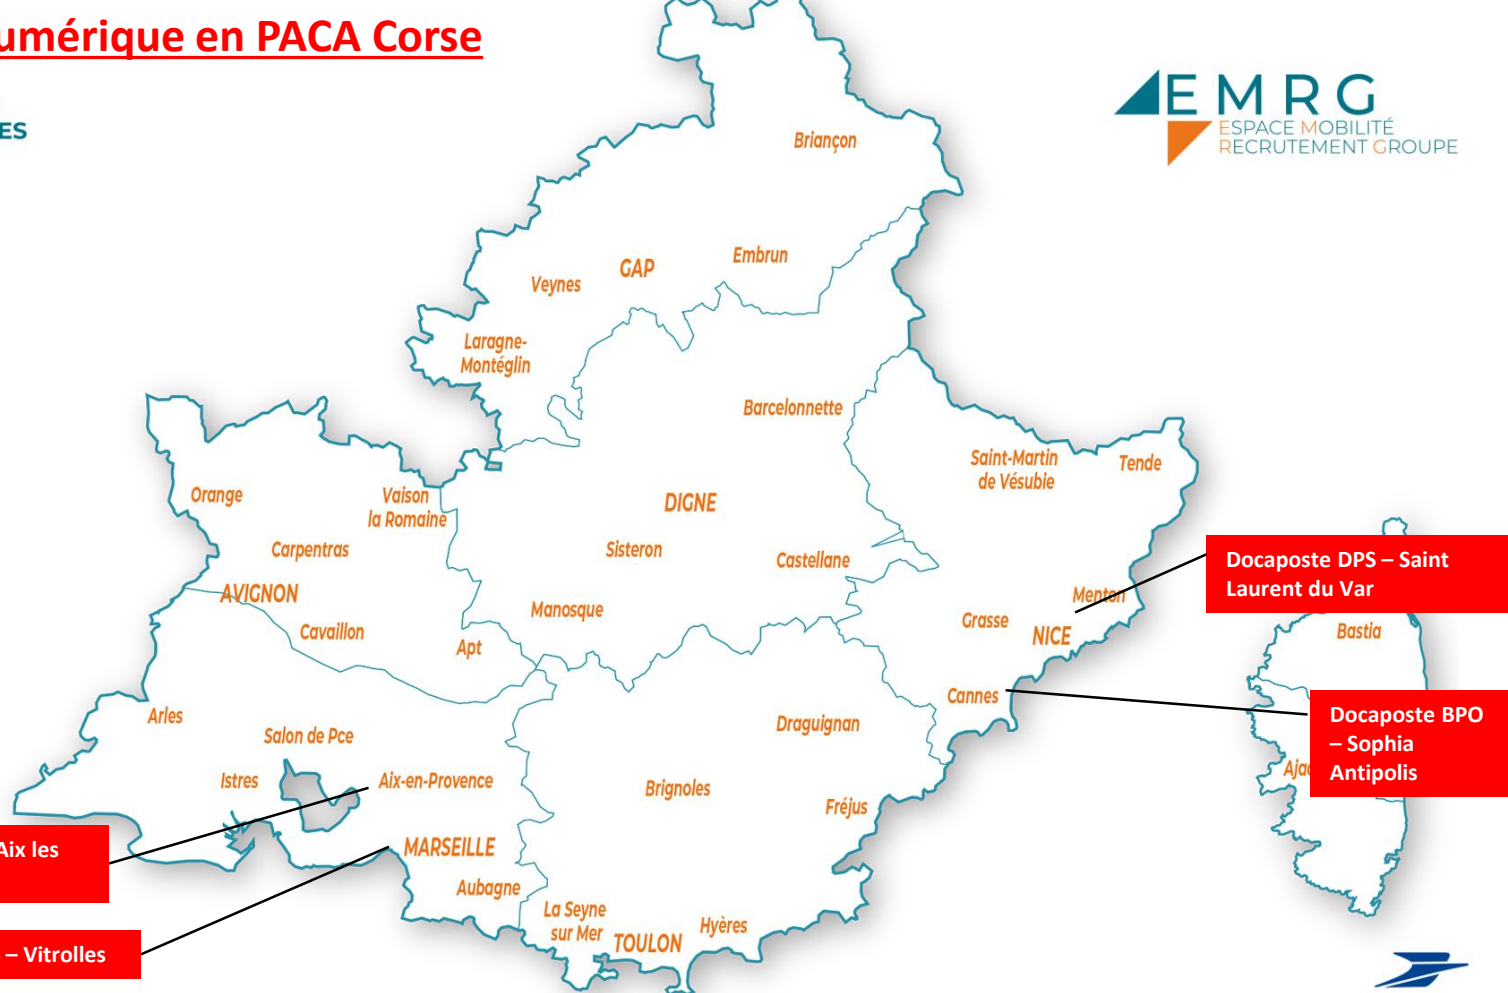 umérique en PACA Corse
ES
EMRG
ESPACE MOBILITÉ
RECRUTEMENT GROUPE
Briançon
Embrun
GAP
Veynes
Laragne-
Montéglin
Barcelonnette
Saint-Martin
de Vésubie
Tende
Orange
Vaison
la Romaine
DIGNE
Carpentras
Sisteron
Castellane
Docaposte DPS – Saint
Laurent du Var
AVIGNON
Manosque
Menton
Cavaillon
Apt
Grasse
NICE
Bastia
Cannes
Arles
Draguignan
Docaposte BPO
– Sophia
Antipolis
Salon de Pce
Istres
Aix-en-Provence
Brignoles
Fréjus
Ajac
Aix les
MARSEILLE
Aubagne
La Seyne
sur Mer
TOULON
Hyères
– Vitrolles